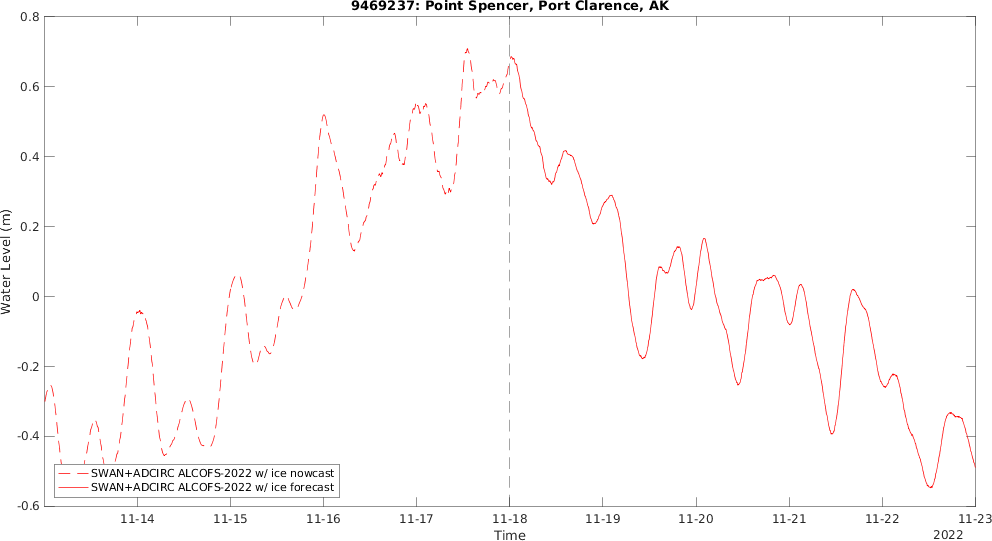 9469237: Point Spencer, Port Clarence, AK
0.8
0.6
0.4
0.2
0
-0.2
-0.4
-0.6
Water Level (m)
SWAN+ADCIRC ALCOFS-2022 w/ ice nowcast
SWAN+ADCIRC ALCOFS-2022 w/ ice forecast
11-14 11-15 11-16 11-17 11-18 11-19 11-20 11-21 11-22 11-23
Time
2022